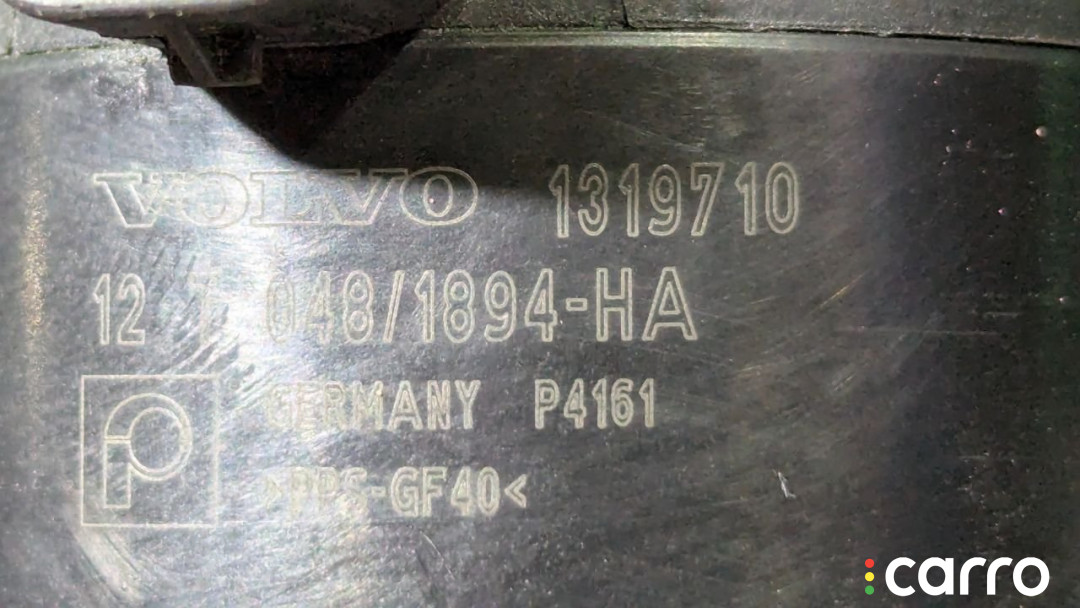 VOLVO 1319710
12 048/1894-HA
GERMANY P4161
>PPS-GF40<
carro